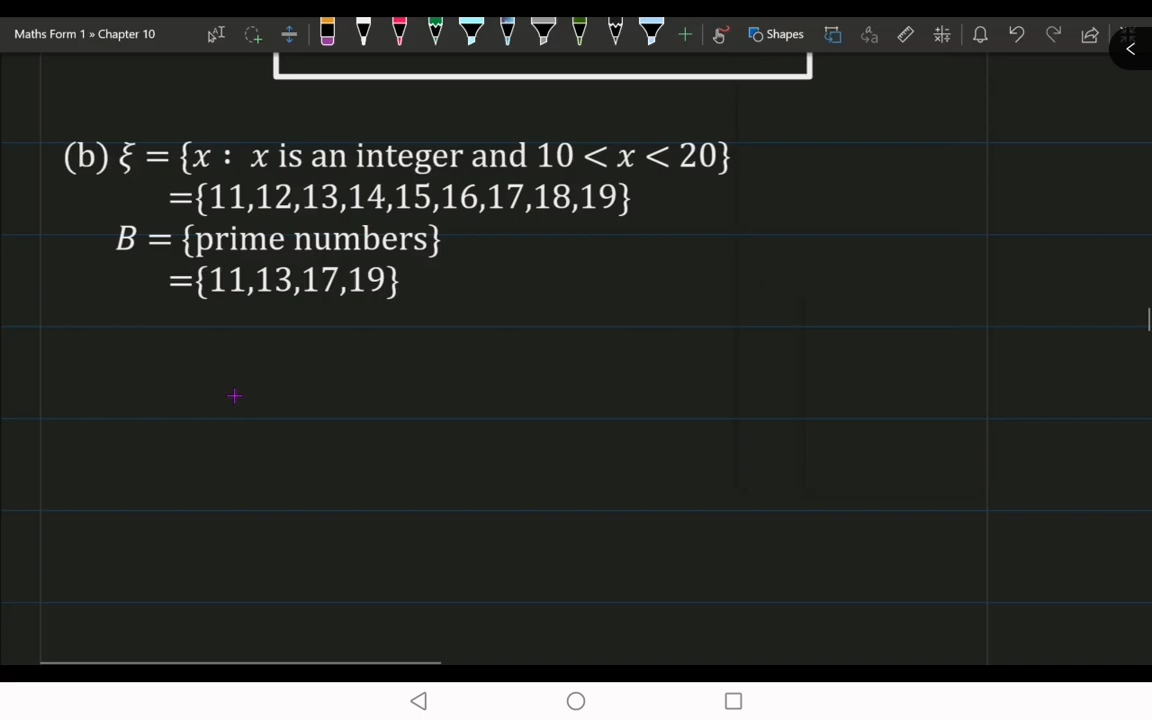 Maths Form 1 » Chapter 10
Shapes
(b) ξ = {x : x is an integer and 10 < x < 20}
={11,12,13,14,15,16,17,18,19}
B = {prime numbers}
={11,13,17,19}